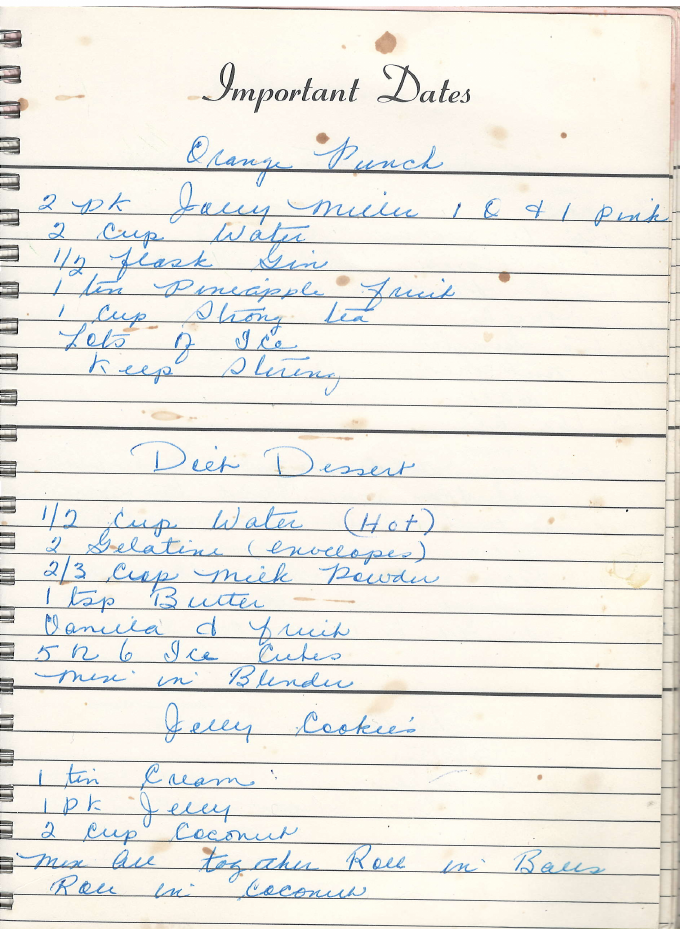 Important Dates
Orange Punch
2 pk Jelly Miller 1 O & 1 Pink
2 cup Water
1/2 flask Gin
1 tin Pineapple fruit
1 cup Strong tea
Lots of Ice
Keep Stiring
Diet Dessert
1/2 cup Water (Hot)
2 Gelatine (envelopes)
2/3 Cup Milk Powder
1 tsp Butter
Vanilla & fruit
5 or 6 Ice Cubes
Mix in Blender
Jelly Cookies
1 tin Cream
1 pk Jelly
2 cup Coconut
Mix All together Roll in Balls
Roll in Coconut